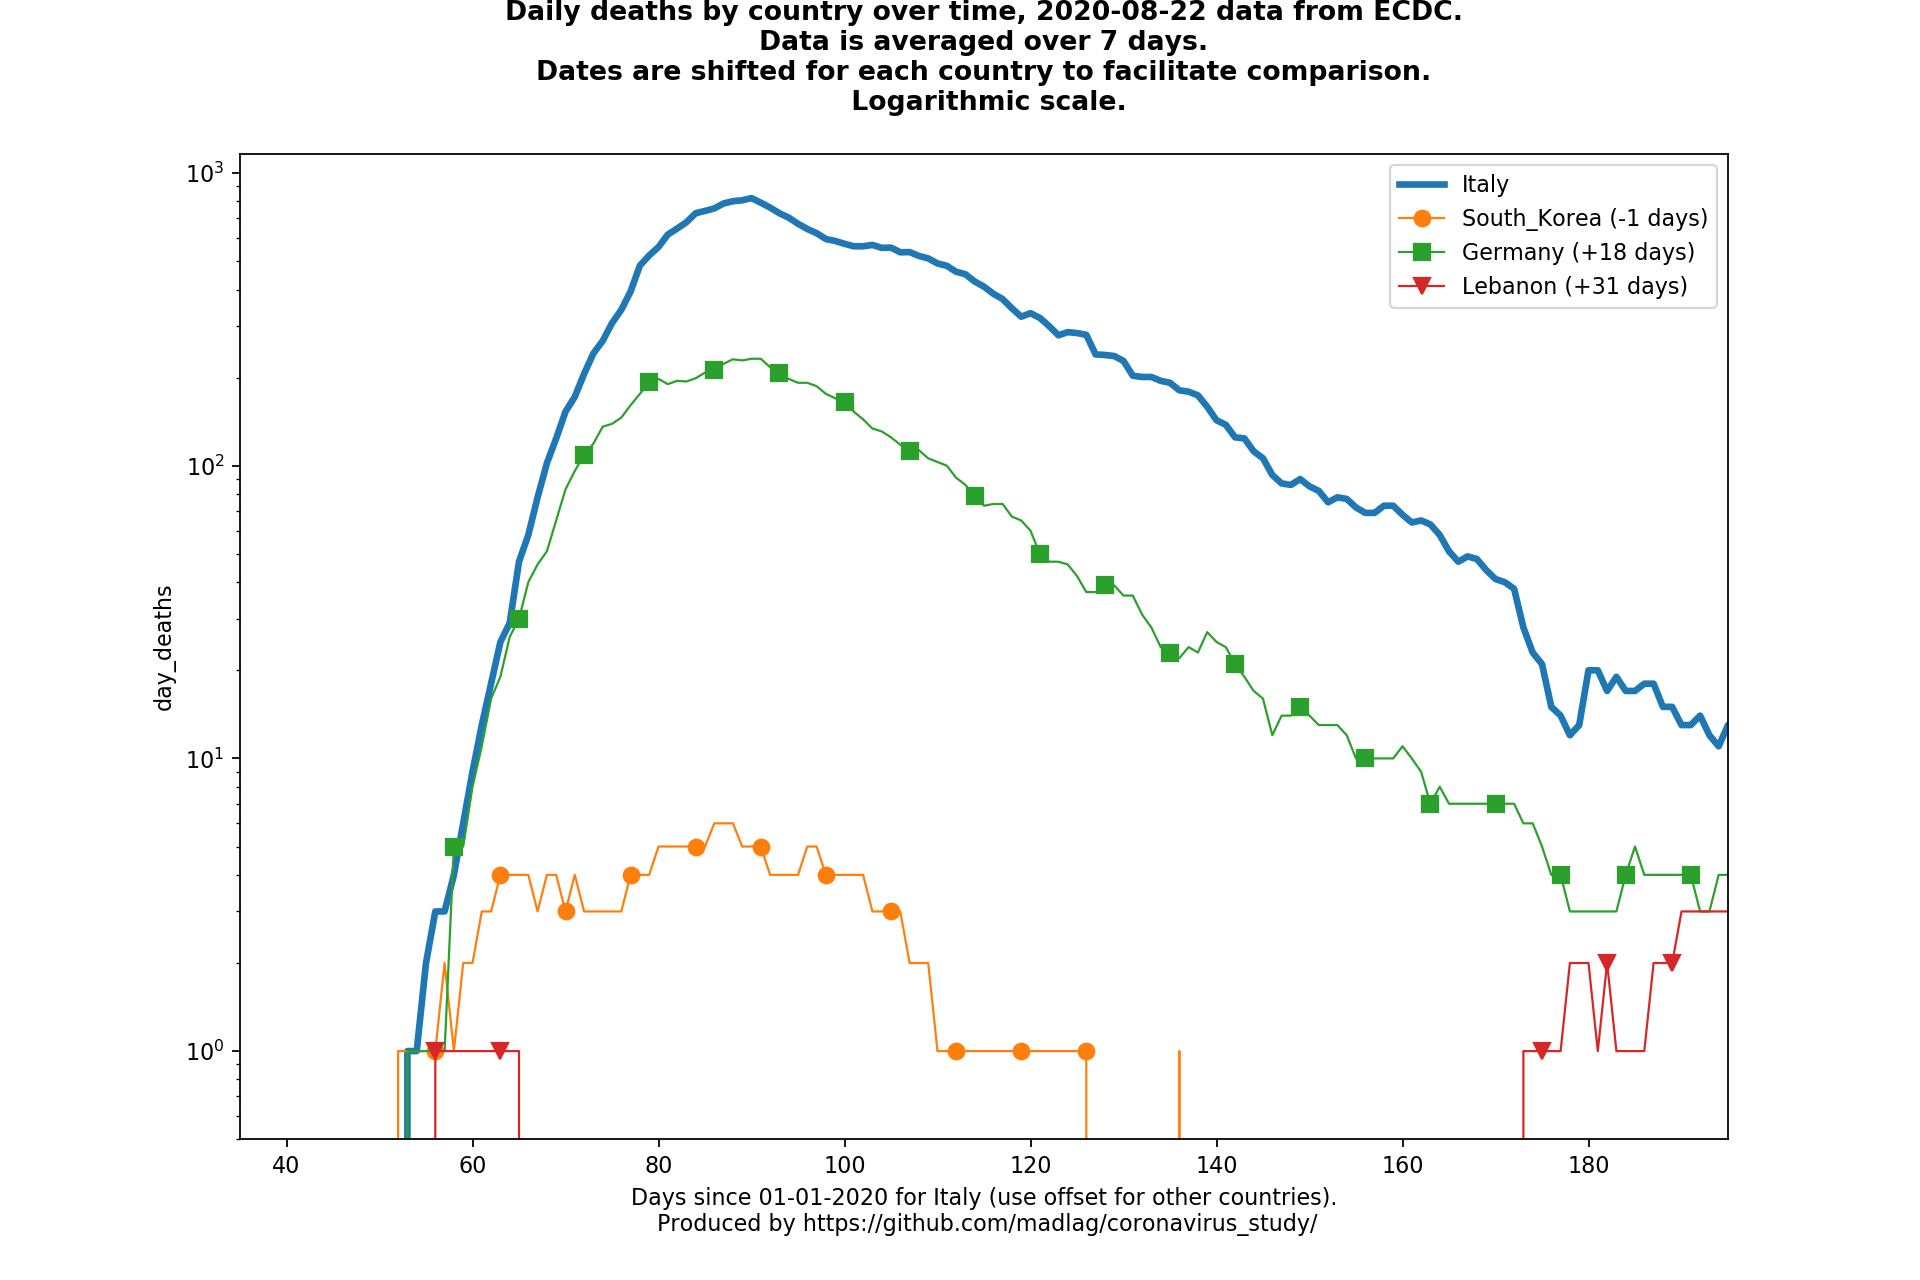 Daily deaths by country over time, 2020-08-22 data from ECDC.
Data is averaged over 7 days.
Dates are shifted for each country to facilitate comparison.
Logarithmic scale.
10³
10²
10¹
10⁰
day_deaths
Italy
South_Korea (-1 days)
Germany (+18 days)
Lebanon (+31 days)
40 60 80 100 120 140 160 180
Days since 01-01-2020 for Italy (use offset for other countries).
Produced by https://github.com/madlag/coronavirus_study/